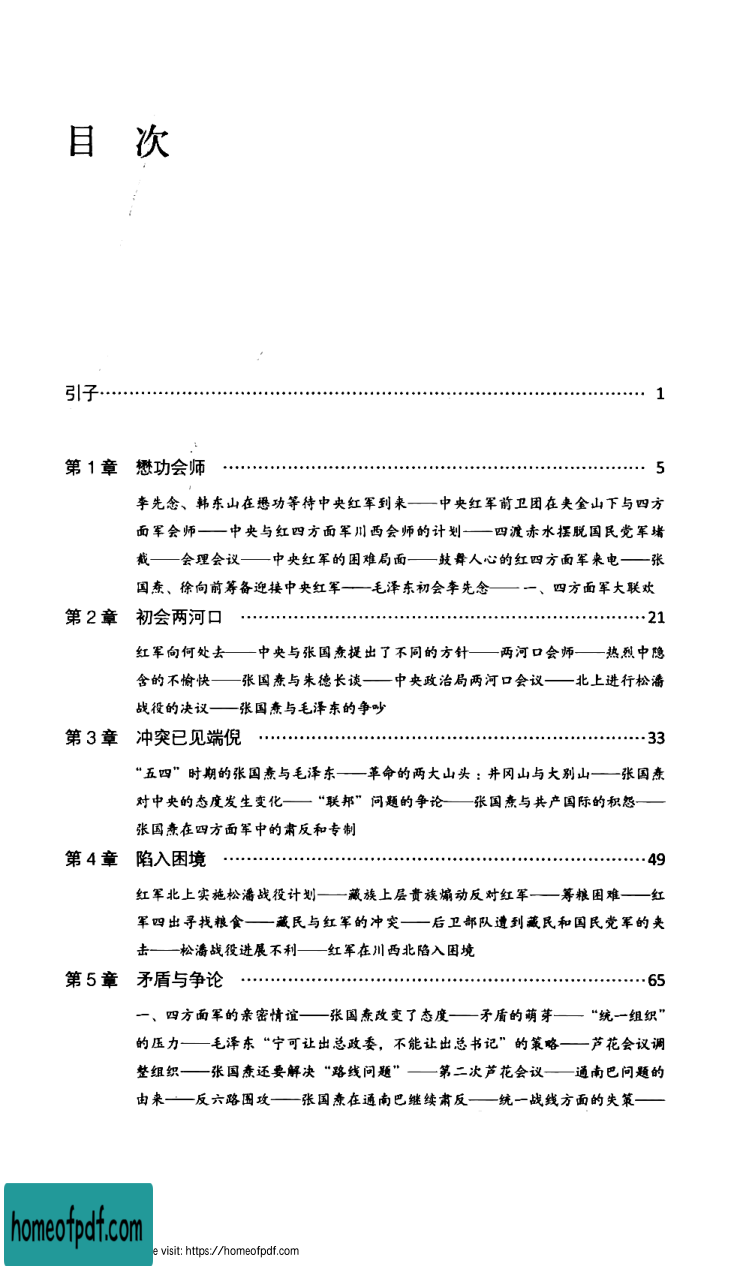 目 次
引子…………………………………………………………………………………… 1
第 1 章 懋功会师 ………………………………………………………………… 5
李先念、韩东山在懋功等待中央红军到来——中央红军前卫团在夹金山下与四方
面军会师——中央与红四方面军川西会师的计划——四渡赤水摆脱国民党军堵
截——会理会议——中央红军的困难局面——鼓舞人心的红四方面军来电——张
国焘、徐向前筹备迎接中央红军——毛泽东初会李先念——一、四方面军大联欢
第 2 章 初会两河口 ………………………………………………………………21
红军向何处去——中央与张国焘提出了不同的方针——两河口会师——热烈中隐
含的不愉快——张国焘与朱德长谈——中央政治局两河口会议——北上进行松潘
战役的决议——张国焘与毛泽东的争吵
第 3 章 冲突已见端倪 ……………………………………………………………33
“五四”时期的张国焘与毛泽东——革命的两大山头：井冈山与大别山——张国焘
对中央的态度发生变化——“联邦”问题的争论——张国焘与共产国际的积怨——
张国焘在四方面军中的肃反和专制
第 4 章 陷入困境 …………………………………………………………………49
红军北上实施松潘战役计划——藏族上层贵族煽动反对红军——筹粮困难——红
军四出寻找粮食——藏民与红军的冲突——后卫部队遭到藏民和国民党军的夹
击——松潘战役进展不利——红军在川西北陷入困境
第 5 章 矛盾与争论 ………………………………………………………………65
一、四方面军的亲密情谊——张国焘改变了态度——矛盾的萌芽——“统一组织”
的压力——毛泽东“宁可让出总政委，不能让出总书记”的策略——芦花会议调
整组织——张国焘还要解决“路线问题”——第二次芦花会议——通南巴问题的
由来——反六路围攻——张国焘在通南巴继续肃反——统一战线方面的失策——
homeofpdf.com
e visit: https://homeofpdf.com